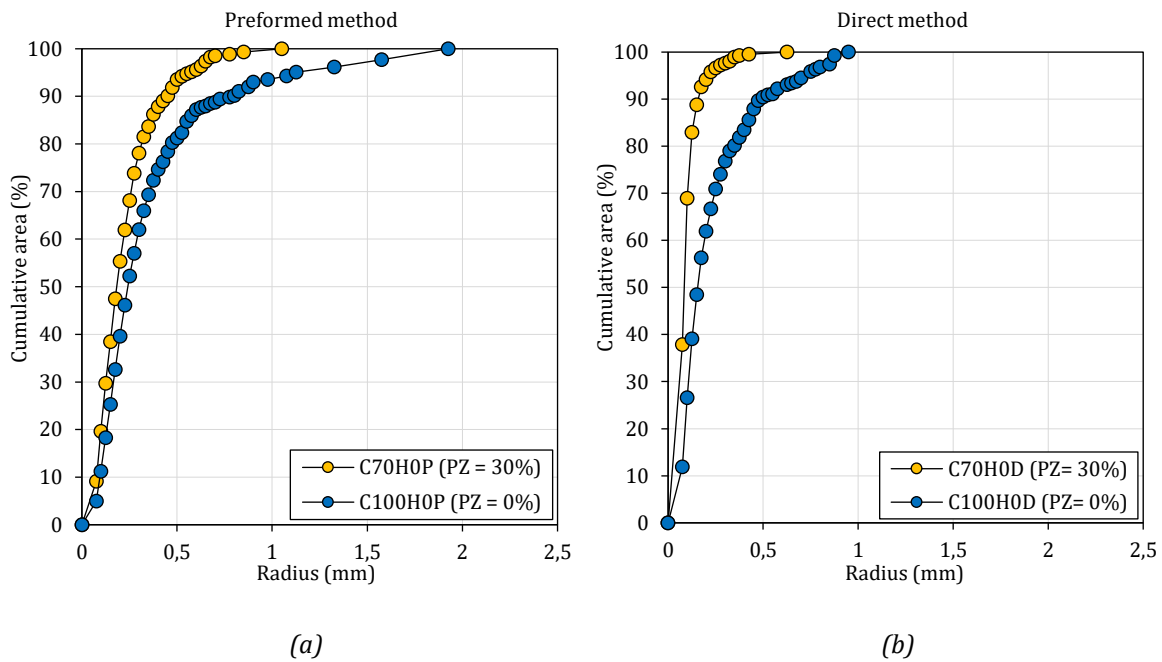 Preformed method
100
90
80
70
60
50
40
30
20
10
0
Cumulative area (%)
C70H0P (PZ = 30%)
C100H0P (PZ = 0%)
0 0,5 1 1,5 2 2,5
Radius (mm)
(a)
Direct method
100
90
80
70
60
50
40
30
20
10
0
Cumulative area (%)
C70H0D (PZ= 30%)
C100H0D (PZ= 0%)
0 0,5 1 1,5 2 2,5
Radius (mm)
(b)